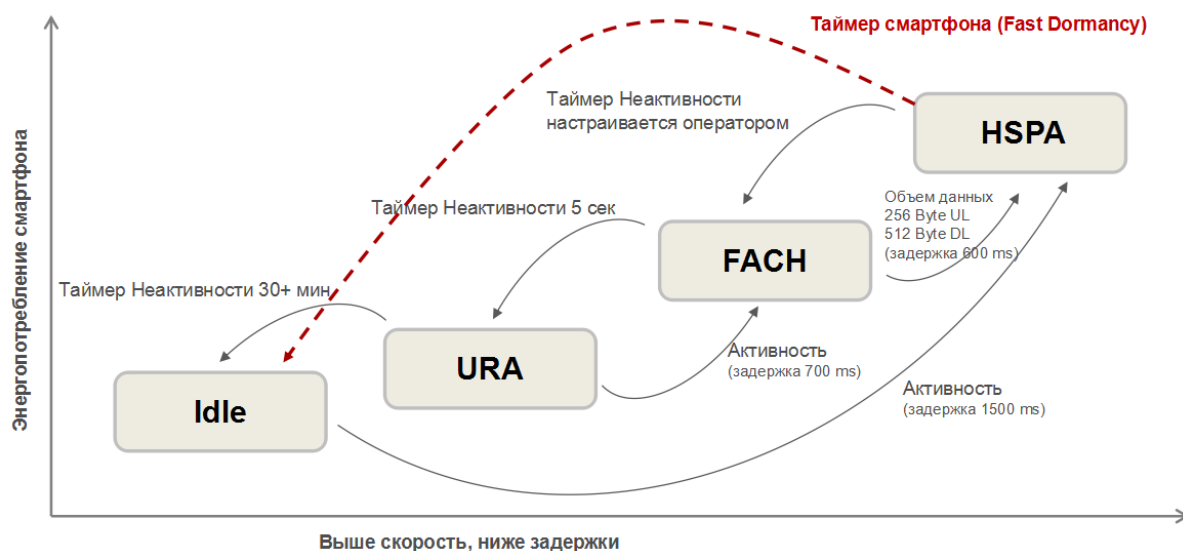 Таймер смартфона (Fast Dormancy)
Таймер Неактивности
настраивается оператором
HSPA
Объем данных
256 Byte UL
512 Byte DL
(задержка 600 ms)
Таймер Неактивности 5 сек
FACH
Таймер Неактивности 30+ мин
URA
Активность
(задержка 700 ms)
Idle
Активность
(задержка 1500 ms)
Энергопотребление смартфона
Выше скорость, ниже задержки